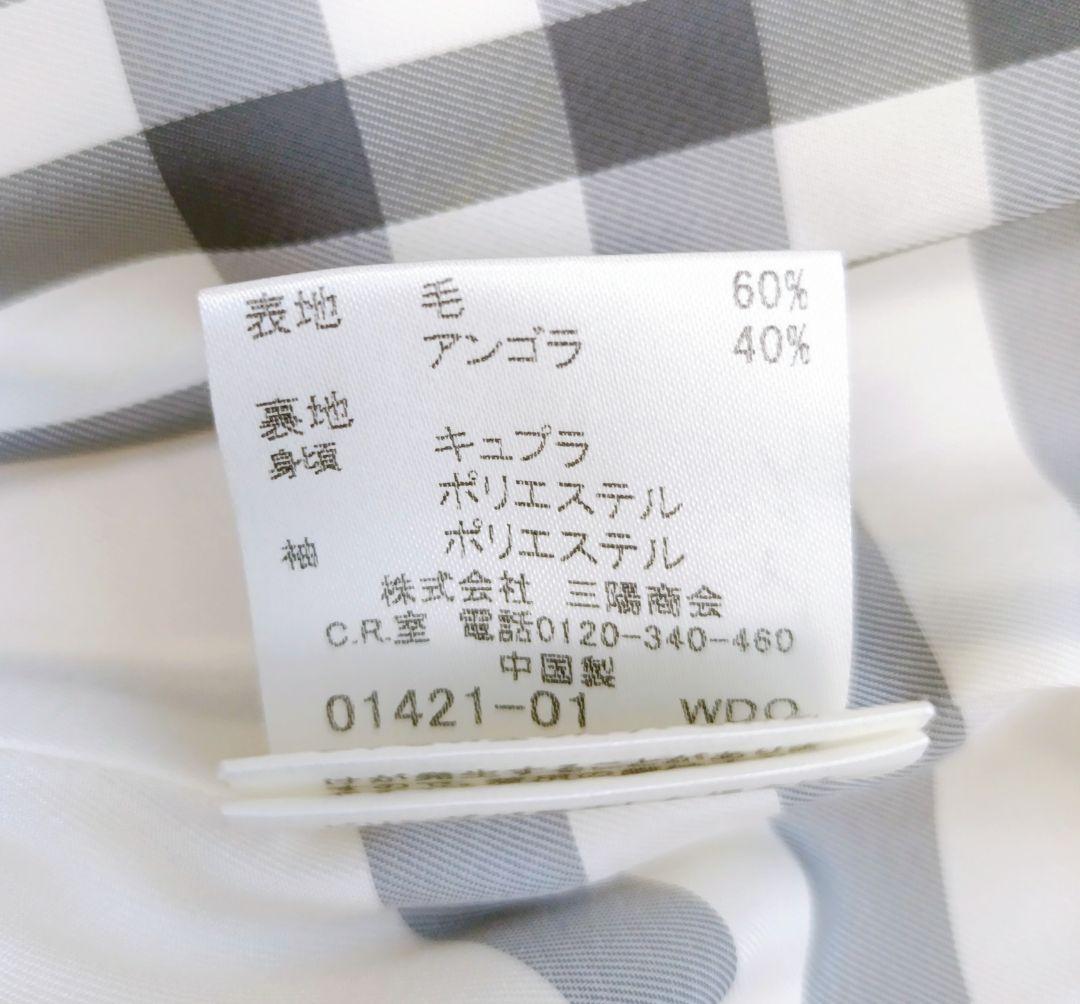 表地 毛 60%
アンゴラ 40%
裏地
身頃 キュプラ
ポリエステル
袖 ポリエステル
株式会社 三陽商会
C.R.室 電話0120-340-460
中国製
01421-01 WDO